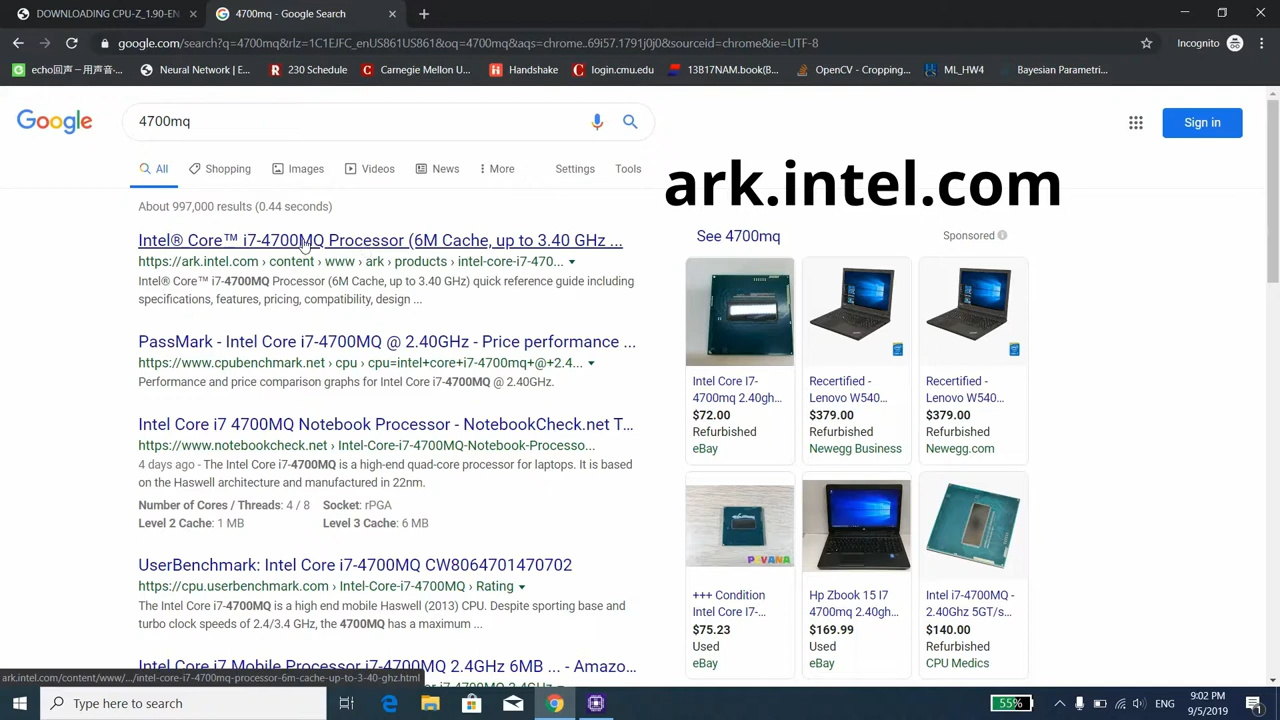 DOWNLOADING CPU-Z_1.90-EN
4700mq - Google Search
google.com/search?q=4700mq&rlz=1C1EJFC_enUS861US861&oq=4700mq&aqs=chrome..69i57.1791j0j8&sourceid=chrome&ie=UTF-8
Incognito
echo回一 - 用声音-
Neural Network | E...
230 Schedule
Carnegie Mellon U...
Handshake
login.cmu.edu
13B17NAM.book(B...
OpenCV - Cropping...
ML_HW4
Bayesian Parametri...
Google
4700mq
Sign in
All
Shopping
Images
Videos
News
More
Settings
Tools
ark.intel.com
About 997,000 results (0.44 seconds)
Intel® Core™ i7-4700MQ Processor (6M Cache, up to 3.40 GHz ...
https://ark.intel.com › content › www › ark › products › intel-core-i7-470...
Intel® Core™ i7-4700MQ Processor (6M Cache, up to 3.40 GHz) quick reference guide including
specifications, features, pricing, compatibility, design ...
PassMark - Intel Core i7-4700MQ @ 2.40GHz - Price performance ...
https://www.cpubenchmark.net › cpu › cpu=intel+core+i7-4700mq+@+2.4...
Performance and price comparison graphs for Intel Core i7-4700MQ @ 2.40GHz.
Intel Core i7 4700MQ Notebook Processor - NotebookCheck.net T...
https://www.notebookcheck.net › Intel-Core-i7-4700MQ-Notebook-Processo...
4 days ago - The Intel Core i7-4700MQ is a high-end quad-core processor for laptops. It is based
on the Haswell architecture and manufactured in 22nm.
Number of Cores / Threads: 4 / 8 Socket: rPGA
Level 2 Cache: 1 MB Level 3 Cache: 6 MB
UserBenchmark: Intel Core i7-4700MQ CW8064701470702
https://cpu.userbenchmark.com › Intel-Core-i7-4700MQ › Rating
The Intel Core i7-4700MQ is a high end mobile Haswell (2013) CPU. Despite sporting base and
turbo clock speeds of 2.4/3.4 GHz, the 4700MQ has a maximum ...
Intel Core i7 Mobile Processor i7-4700MQ 2.4GHz 6MB ... - Amazo...
ark.intel.com/content/www/.../intel-core-i7-4700mq-processor-6m-cache-up-to-3-40-ghz.html
See 4700mq
Sponsored
Intel Core I7-
4700mq 2.40gh...
$72.00
Refurbished
eBay
Recertified -
Lenovo W540...
$379.00
Refurbished
Newegg Business
Recertified -
Lenovo W540...
$379.00
Refurbished
Newegg.com
P VANA
+++ Condition
Intel Core I7-...
$75.23
Used
eBay
Hp Zbook 15 I7
4700mq 2.40gh...
$169.99
Used
eBay
Intel i7-4700MQ -
2.40Ghz 5GT/s...
$140.00
Refurbished
CPU Medics
Type here to search
55%
ENG
9:02 PM
9/5/2019